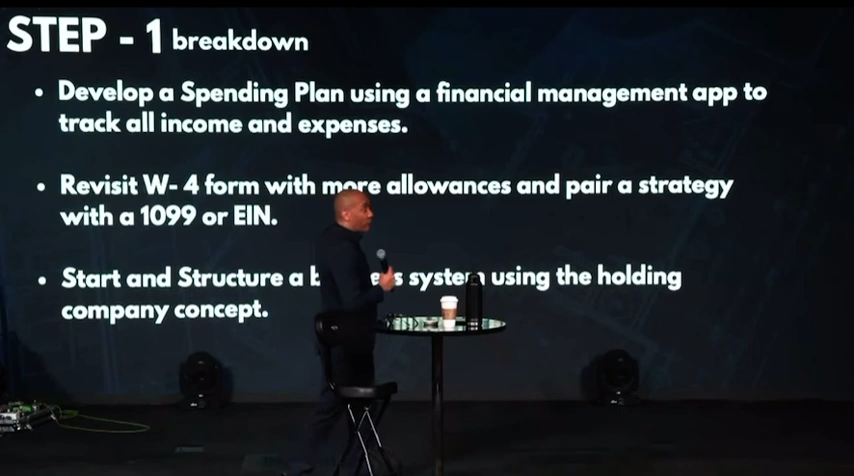 STEP - 1 breakdown
• Develop a Spending Plan using a financial management app to
track all income and expenses.
• Revisit W- 4 form with more allowances and pair a strategy
with a 1099 or EIN.
• Start and Structure a system using the holding
company concept.